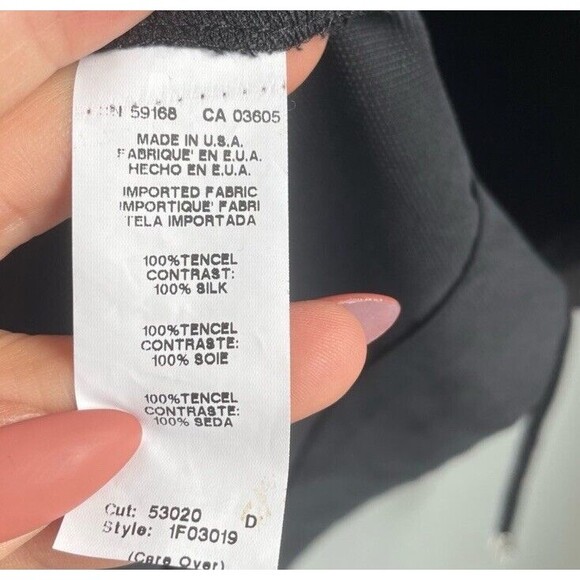 59168 CA 03605
MADE IN U.S.A.
FABRIQUE' EN E.U.A.
HECHO EN E.U.A.
IMPORTED FABRIC
IMPORTIQUE' FABRI
TELA IMPORTADA
100%TENCEL
CONTRAST:
100% SILK
100%TENCEL
CONTRASTE:
100% SOIE
100%TENCEL
CONTRASTE:
100% SEDA
Cut: 53020 D
Style: 1F03019
(Care Over)